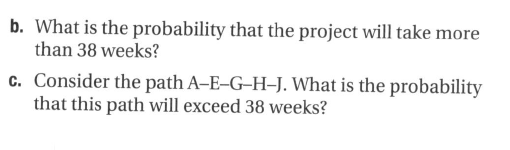 b. What is the probability that the project will take more
than 38 weeks?
c. Consider the path A–E–G–H–J. What is the probability
that this path will exceed 38 weeks?